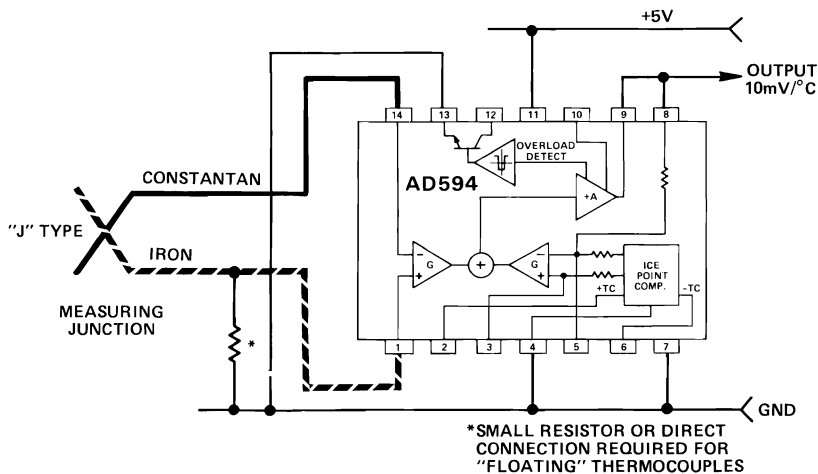 +5V
OUTPUT
10mV/°C
14
13
12
11
10
9
8
OVERLOAD
DETECT
AD594
+A
CONSTANTAN
"J" TYPE
IRON
MEASURING
JUNCTION
*
−
+
G
+
G
−
+
ICE
POINT
COMP.
+TC
−TC
1
2
3
4
5
6
7
GND
*SMALL RESISTOR OR DIRECT
CONNECTION REQUIRED FOR
"FLOATING" THERMOCOUPLES